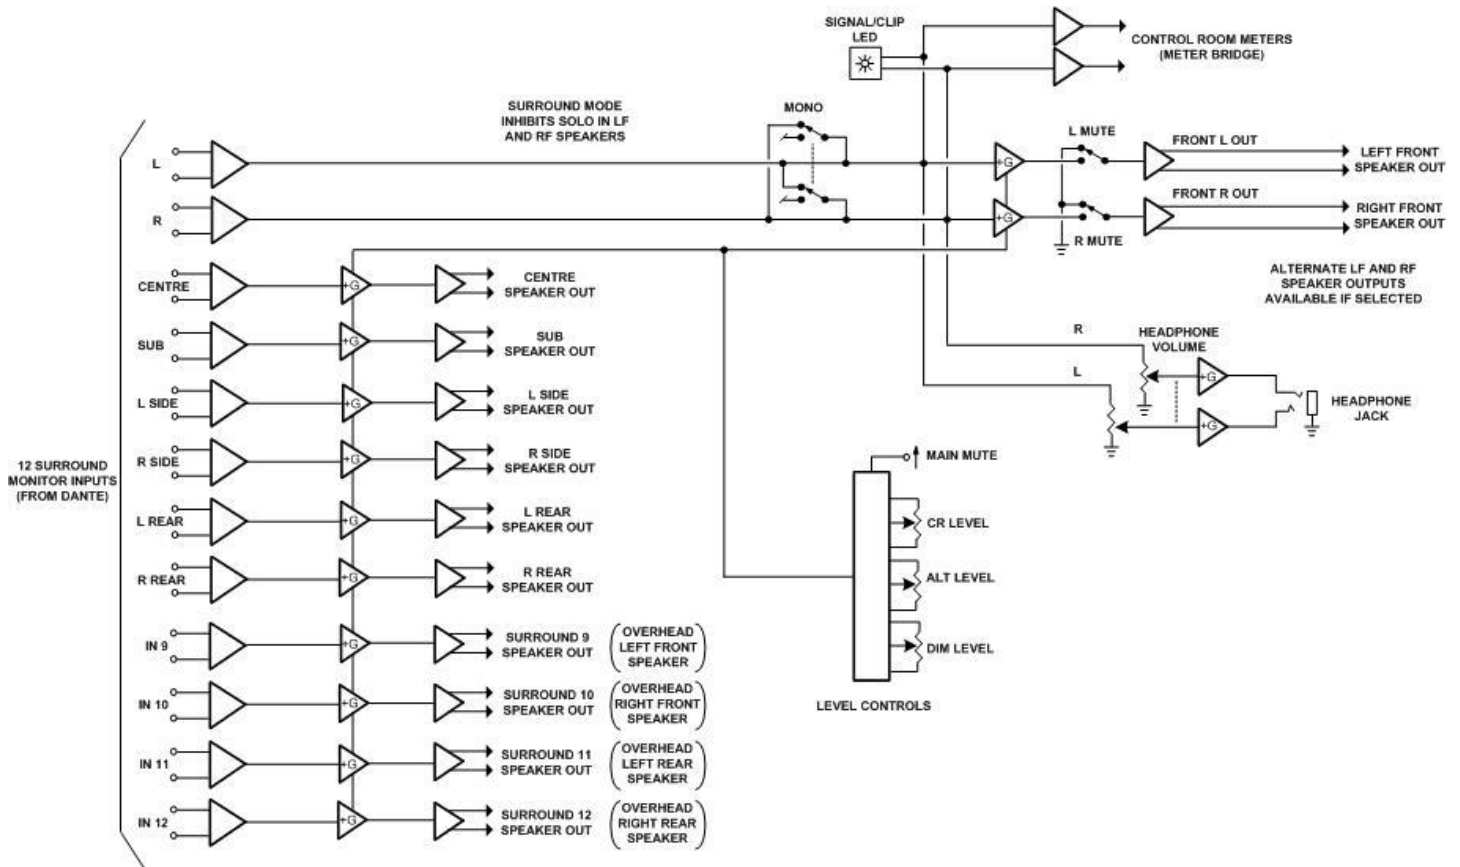 SIGNAL/CLIP
LED
CONTROL ROOM METERS
(METER BRIDGE)
SURROUND MODE
INHIBITS SOLO IN LF
AND RF SPEAKERS
MONO
L MUTE
FRONT L OUT
LEFT FRONT
SPEAKER OUT
L
+G
R
+G
FRONT R OUT
RIGHT FRONT
SPEAKER OUT
R MUTE
ALTERNATE LF AND RF
SPEAKER OUTPUTS
AVAILABLE IF SELECTED
CENTRE
+G
CENTRE
SPEAKER OUT
SUB
+G
SUB
SPEAKER OUT
R
HEADPHONE
VOLUME
L
+G
+G
HEADPHONE
JACK
L SIDE
+G
L SIDE
SPEAKER OUT
12 SURROUND
MONITOR INPUTS
(FROM DANTE)
R SIDE
+G
R SIDE
SPEAKER OUT
L REAR
+G
L REAR
SPEAKER OUT
R REAR
+G
R REAR
SPEAKER OUT
MAIN MUTE
CR LEVEL
ALT LEVEL
DIM LEVEL
LEVEL CONTROLS
IN 9
+G
SURROUND 9
SPEAKER OUT
OVERHEAD
LEFT FRONT
SPEAKER
IN 10
+G
SURROUND 10
SPEAKER OUT
OVERHEAD
RIGHT FRONT
SPEAKER
IN 11
+G
SURROUND 11
SPEAKER OUT
OVERHEAD
LEFT REAR
SPEAKER
IN 12
+G
SURROUND 12
SPEAKER OUT
OVERHEAD
RIGHT REAR
SPEAKER